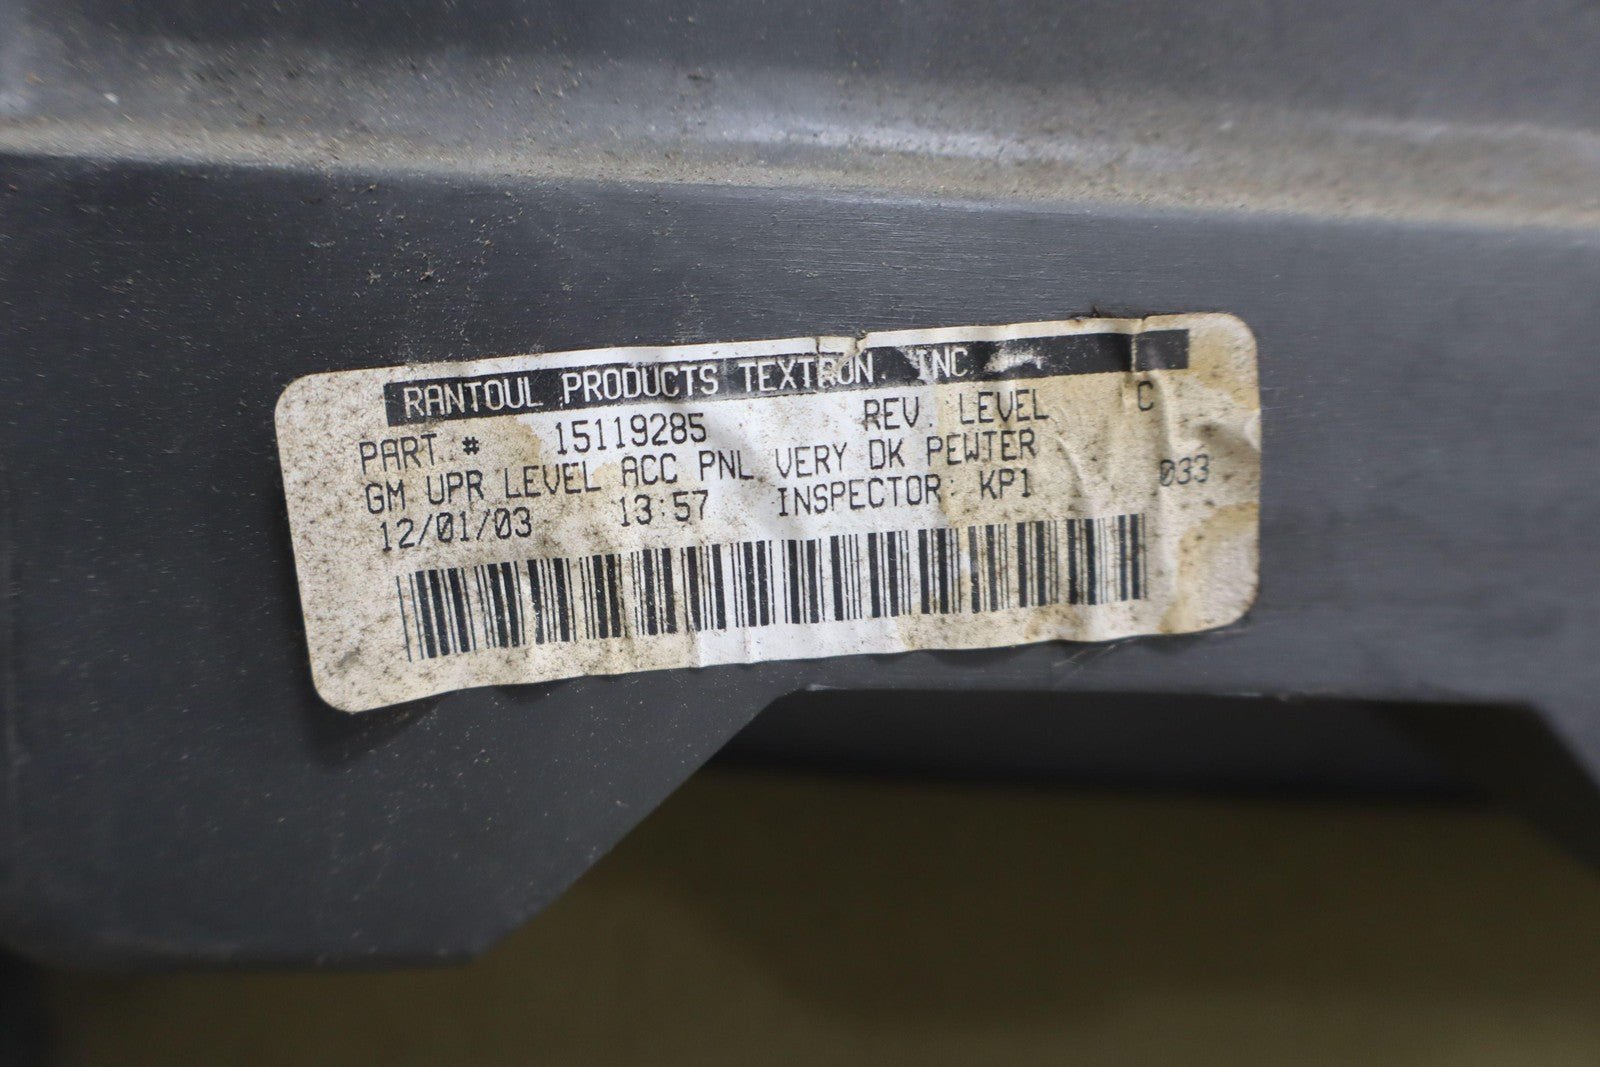 RANTOUL PRODUCTS TEXTRON. INC
PART # 15119285 REV. LEVEL C
GM UPR LEVEL ACC PNL VERY DK PEWTER
12/01/03 13:57 INSPECTOR: KP1 033